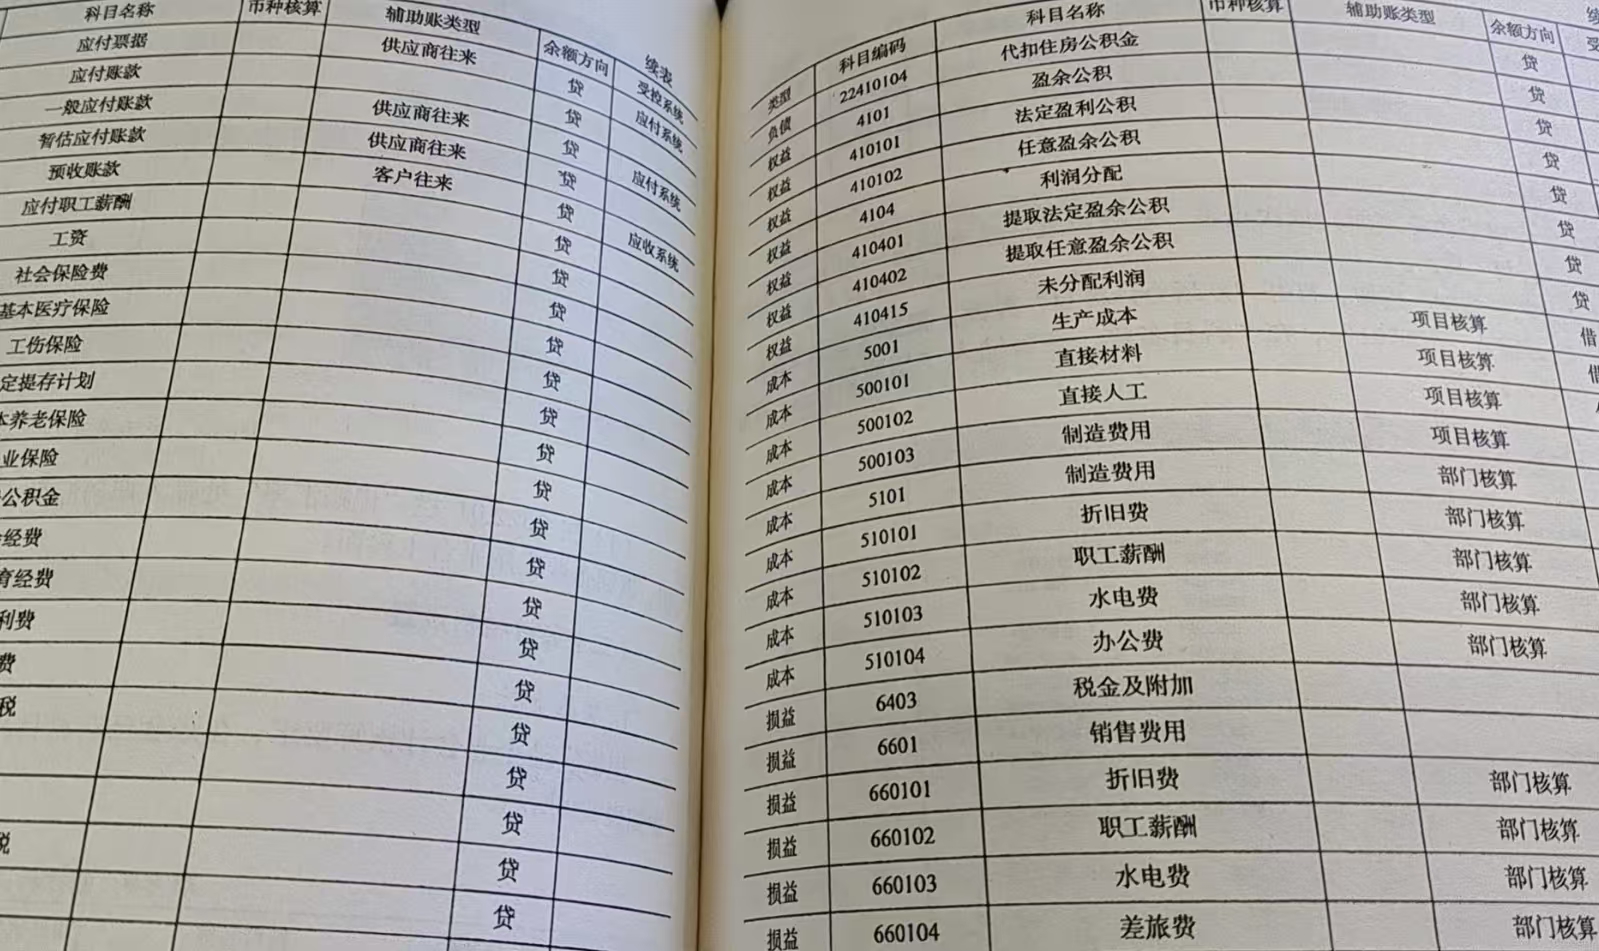 续表
科目名称 币种核算 辅助账类型 余额方向 受控系统
应付票据 供应商往来 贷 应付系统
应付账款 贷
一般应付账款 供应商往来 贷 应付系统
暂估应付账款 供应商往来 贷
预收账款 客户往来 贷 应收系统
应付职工薪酬 贷
工资 贷
社会保险费 贷
基本医疗保险 贷
工伤保险 贷
定提存计划 贷
本养老保险 贷
业保险 贷
公积金 贷
经费 贷
育经费 贷
利费 贷
费 贷
税 贷
贷
贷
税 贷
贷
续
类型 科目编码 科目名称 币种核算 辅助账类型 余额方向 受
负债 22410104 代扣住房公积金 贷
权益 4101 盈余公积 贷
权益 410101 法定盈利公积 贷
权益 410102 任意盈余公积 贷
权益 4104 利润分配 贷
权益 410401 提取法定盈余公积 贷
权益 410402 提取任意盈余公积 贷
权益 410415 未分配利润 贷
成本 5001 生产成本 项目核算 借
成本 500101 直接材料 项目核算 借
成本 500102 直接人工 项目核算
成本 500103 制造费用 项目核算
成本 5101 制造费用 部门核算
成本 510101 折旧费 部门核算
成本 510102 职工薪酬 部门核算
成本 510103 水电费 部门核算
成本 510104 办公费 部门核算
损益 6403 税金及附加
损益 6601 销售费用
损益 660101 折旧费 部门核算
损益 660102 职工薪酬 部门核算
损益 660103 水电费 部门核算
损益 660104 差旅费 部门核算